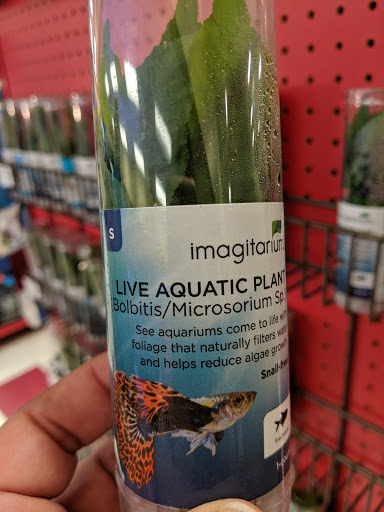 S
imagitarium
LIVE AQUATIC PLANT
Bolbitis/Microsorium Sp.
See aquariums come to life with
foliage that naturally filters water
and helps reduce algae growth
Snail-free